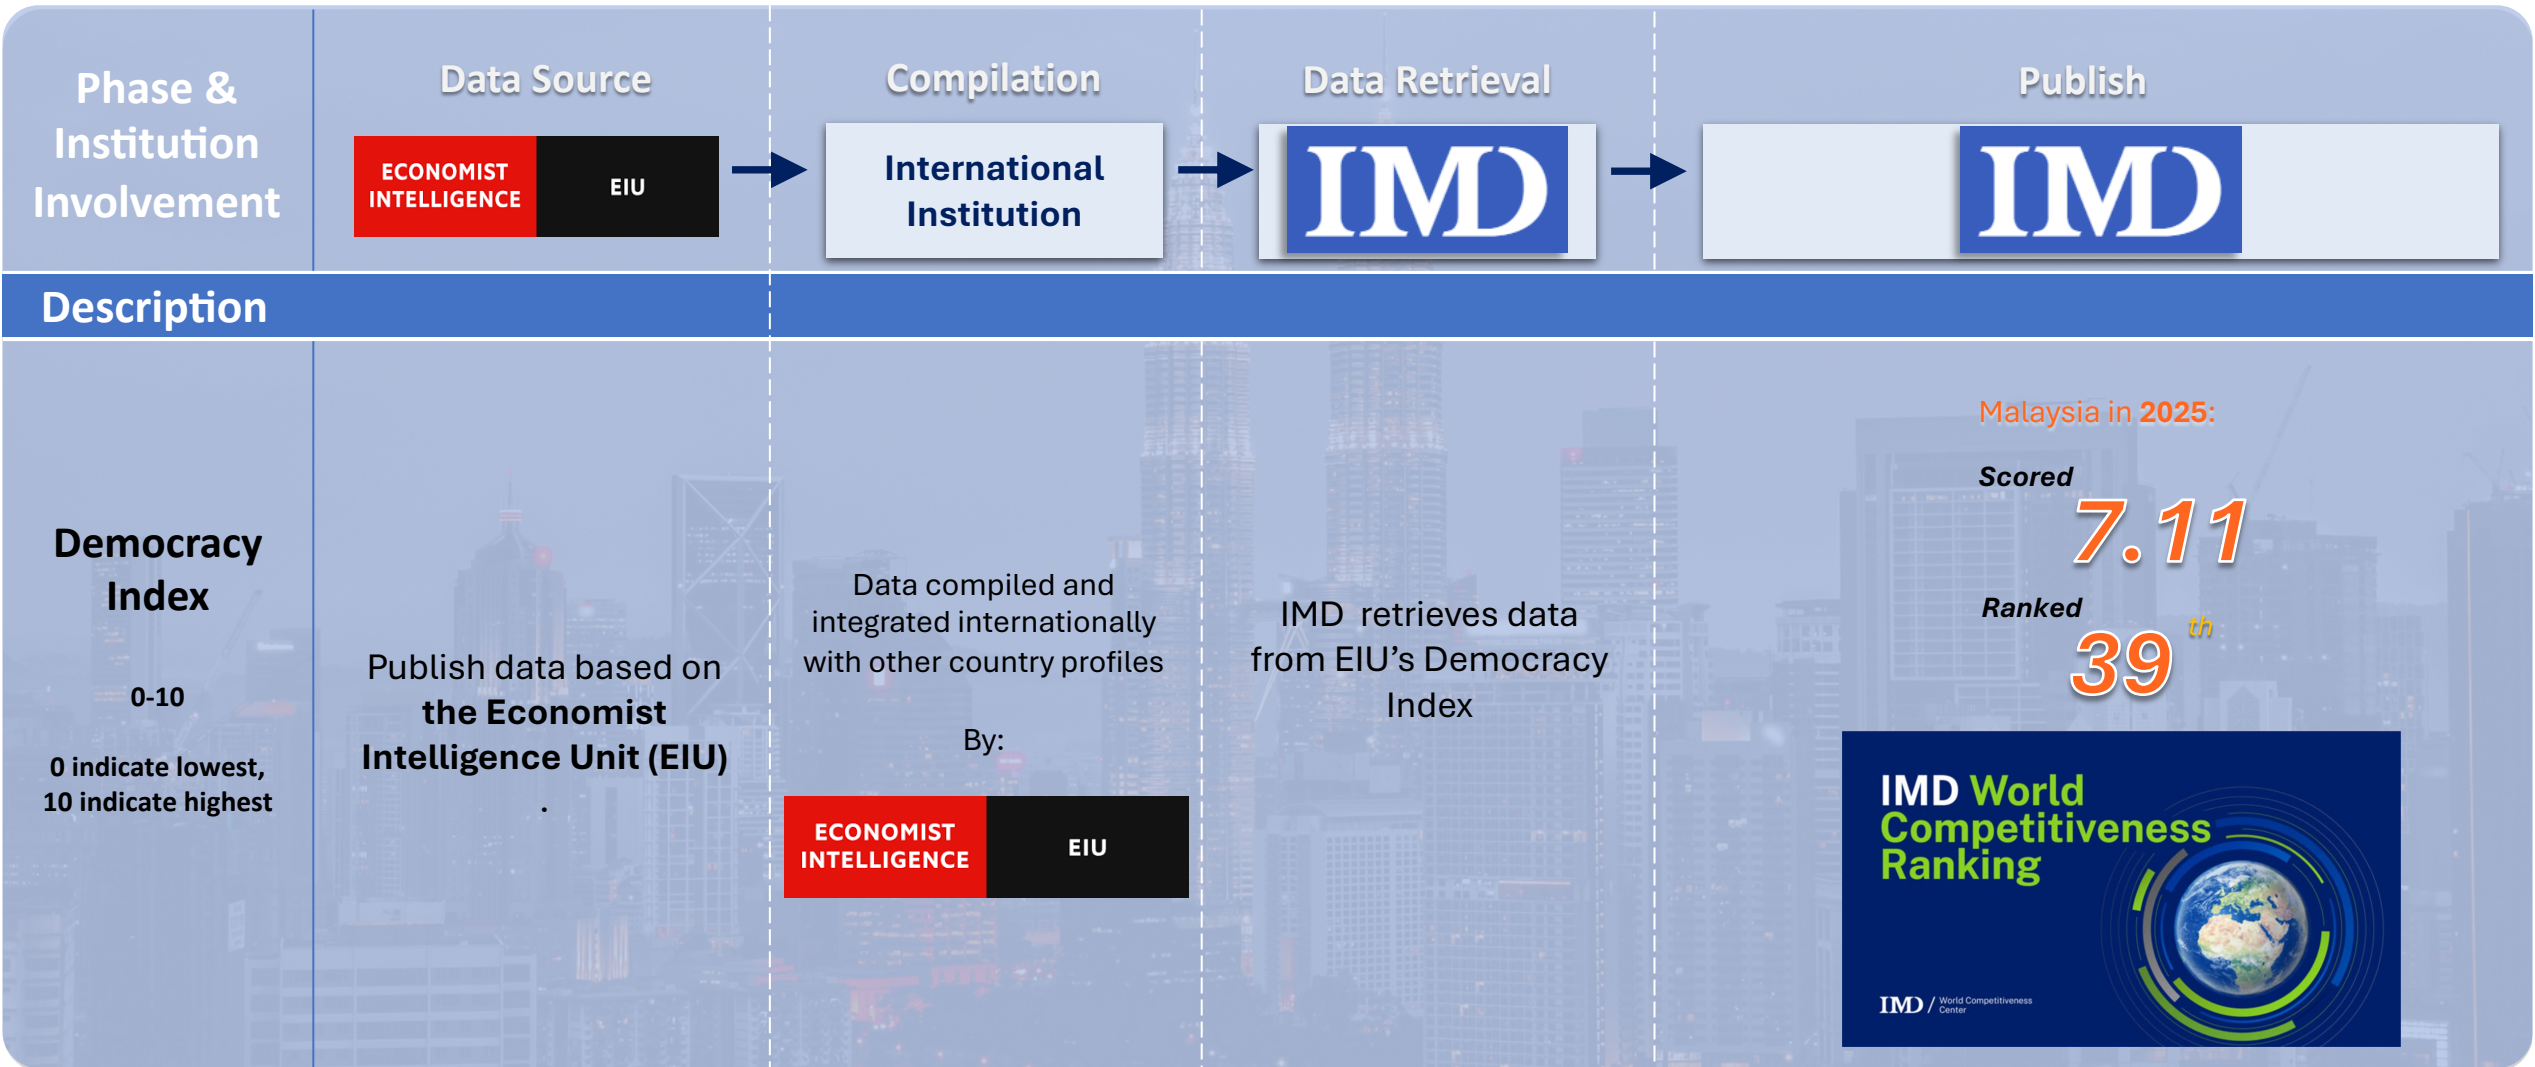 Phase &
Institution
Involvement
Data Source
ECONOMIST
INTELLIGENCE
EIU
Compilation
International
Institution
Data Retrieval
IMD
Publish
IMD
Description
Democracy
Index
0-10
0 indicate lowest,
10 indicate highest
Publish data based on
the Economist
Intelligence Unit (EIU)
.
Data compiled and
integrated internationally
with other country profiles
By:
ECONOMIST
INTELLIGENCE
EIU
IMD  retrieves data
from EIU’s Democracy
Index
Malaysia in 2025:
Scored
7.11
Ranked
39 th
IMD World
Competitiveness
Ranking
IMD / World Competitiveness
Center